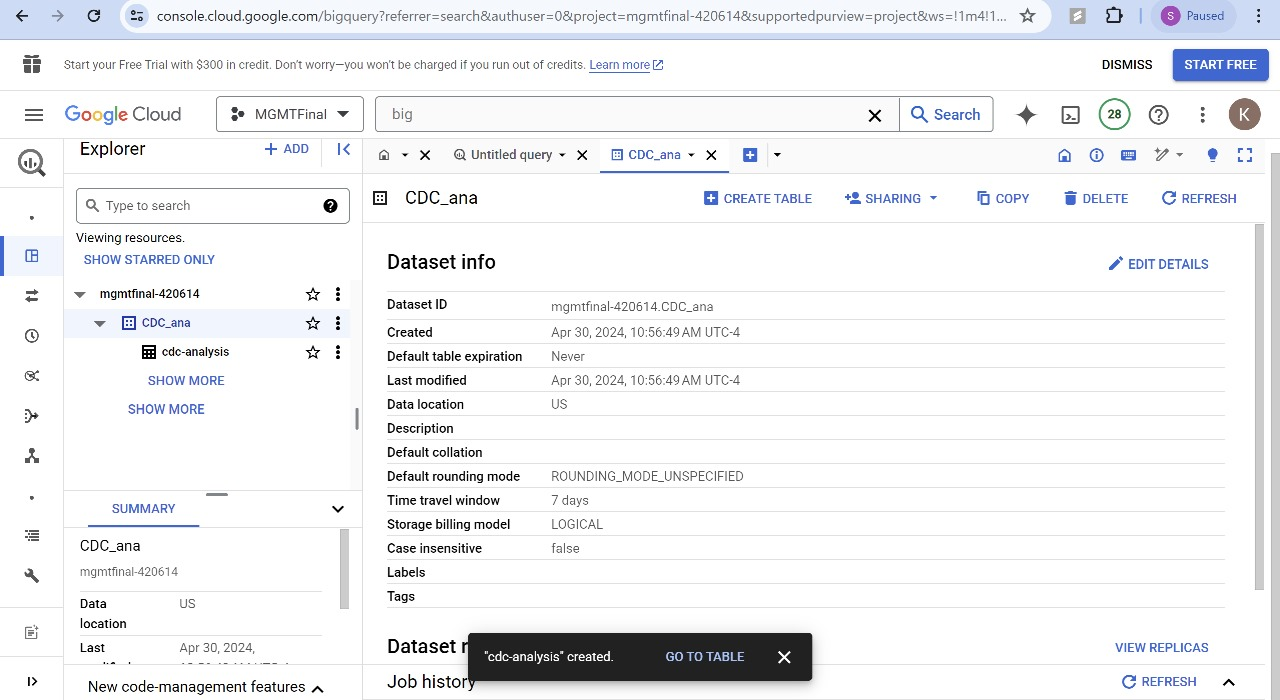 console.cloud.google.com/bigquery?referrer=search&authuser=0&project=mgmtfinal-420614&supportedpurview=project&ws=!1m4!1...
S Paused
Start your Free Trial with $300 in credit. Don't worry—you won't be charged if you run out of credits. Learn more
DISMISS
START FREE
Google Cloud
MGMTFinal
big
Search
28
K
Explorer
+ ADD
Untitled query
CDC_ana
Type to search
CDC_ana
CREATE TABLE
SHARING
COPY
DELETE
REFRESH
Viewing resources.
SHOW STARRED ONLY
mgmtfinal-420614
CDC_ana
cdc-analysis
SHOW MORE
SHOW MORE
Dataset info
EDIT DETAILS
Dataset ID mgmtfinal-420614.CDC_ana
Created Apr 30, 2024, 10:56:49 AM UTC-4
Default table expiration Never
Last modified Apr 30, 2024, 10:56:49 AM UTC-4
Data location US
Description
Default collation
Default rounding mode ROUNDING_MODE_UNSPECIFIED
Time travel window 7 days
Storage billing model LOGICAL
Case insensitive false
Labels
Tags
SUMMARY
CDC_ana
mgmtfinal-420614
Data location US
Last
Apr 30, 2024,
New code-management features
Dataset
VIEW REPLICAS
"cdc-analysis" created.
GO TO TABLE
Job history
REFRESH